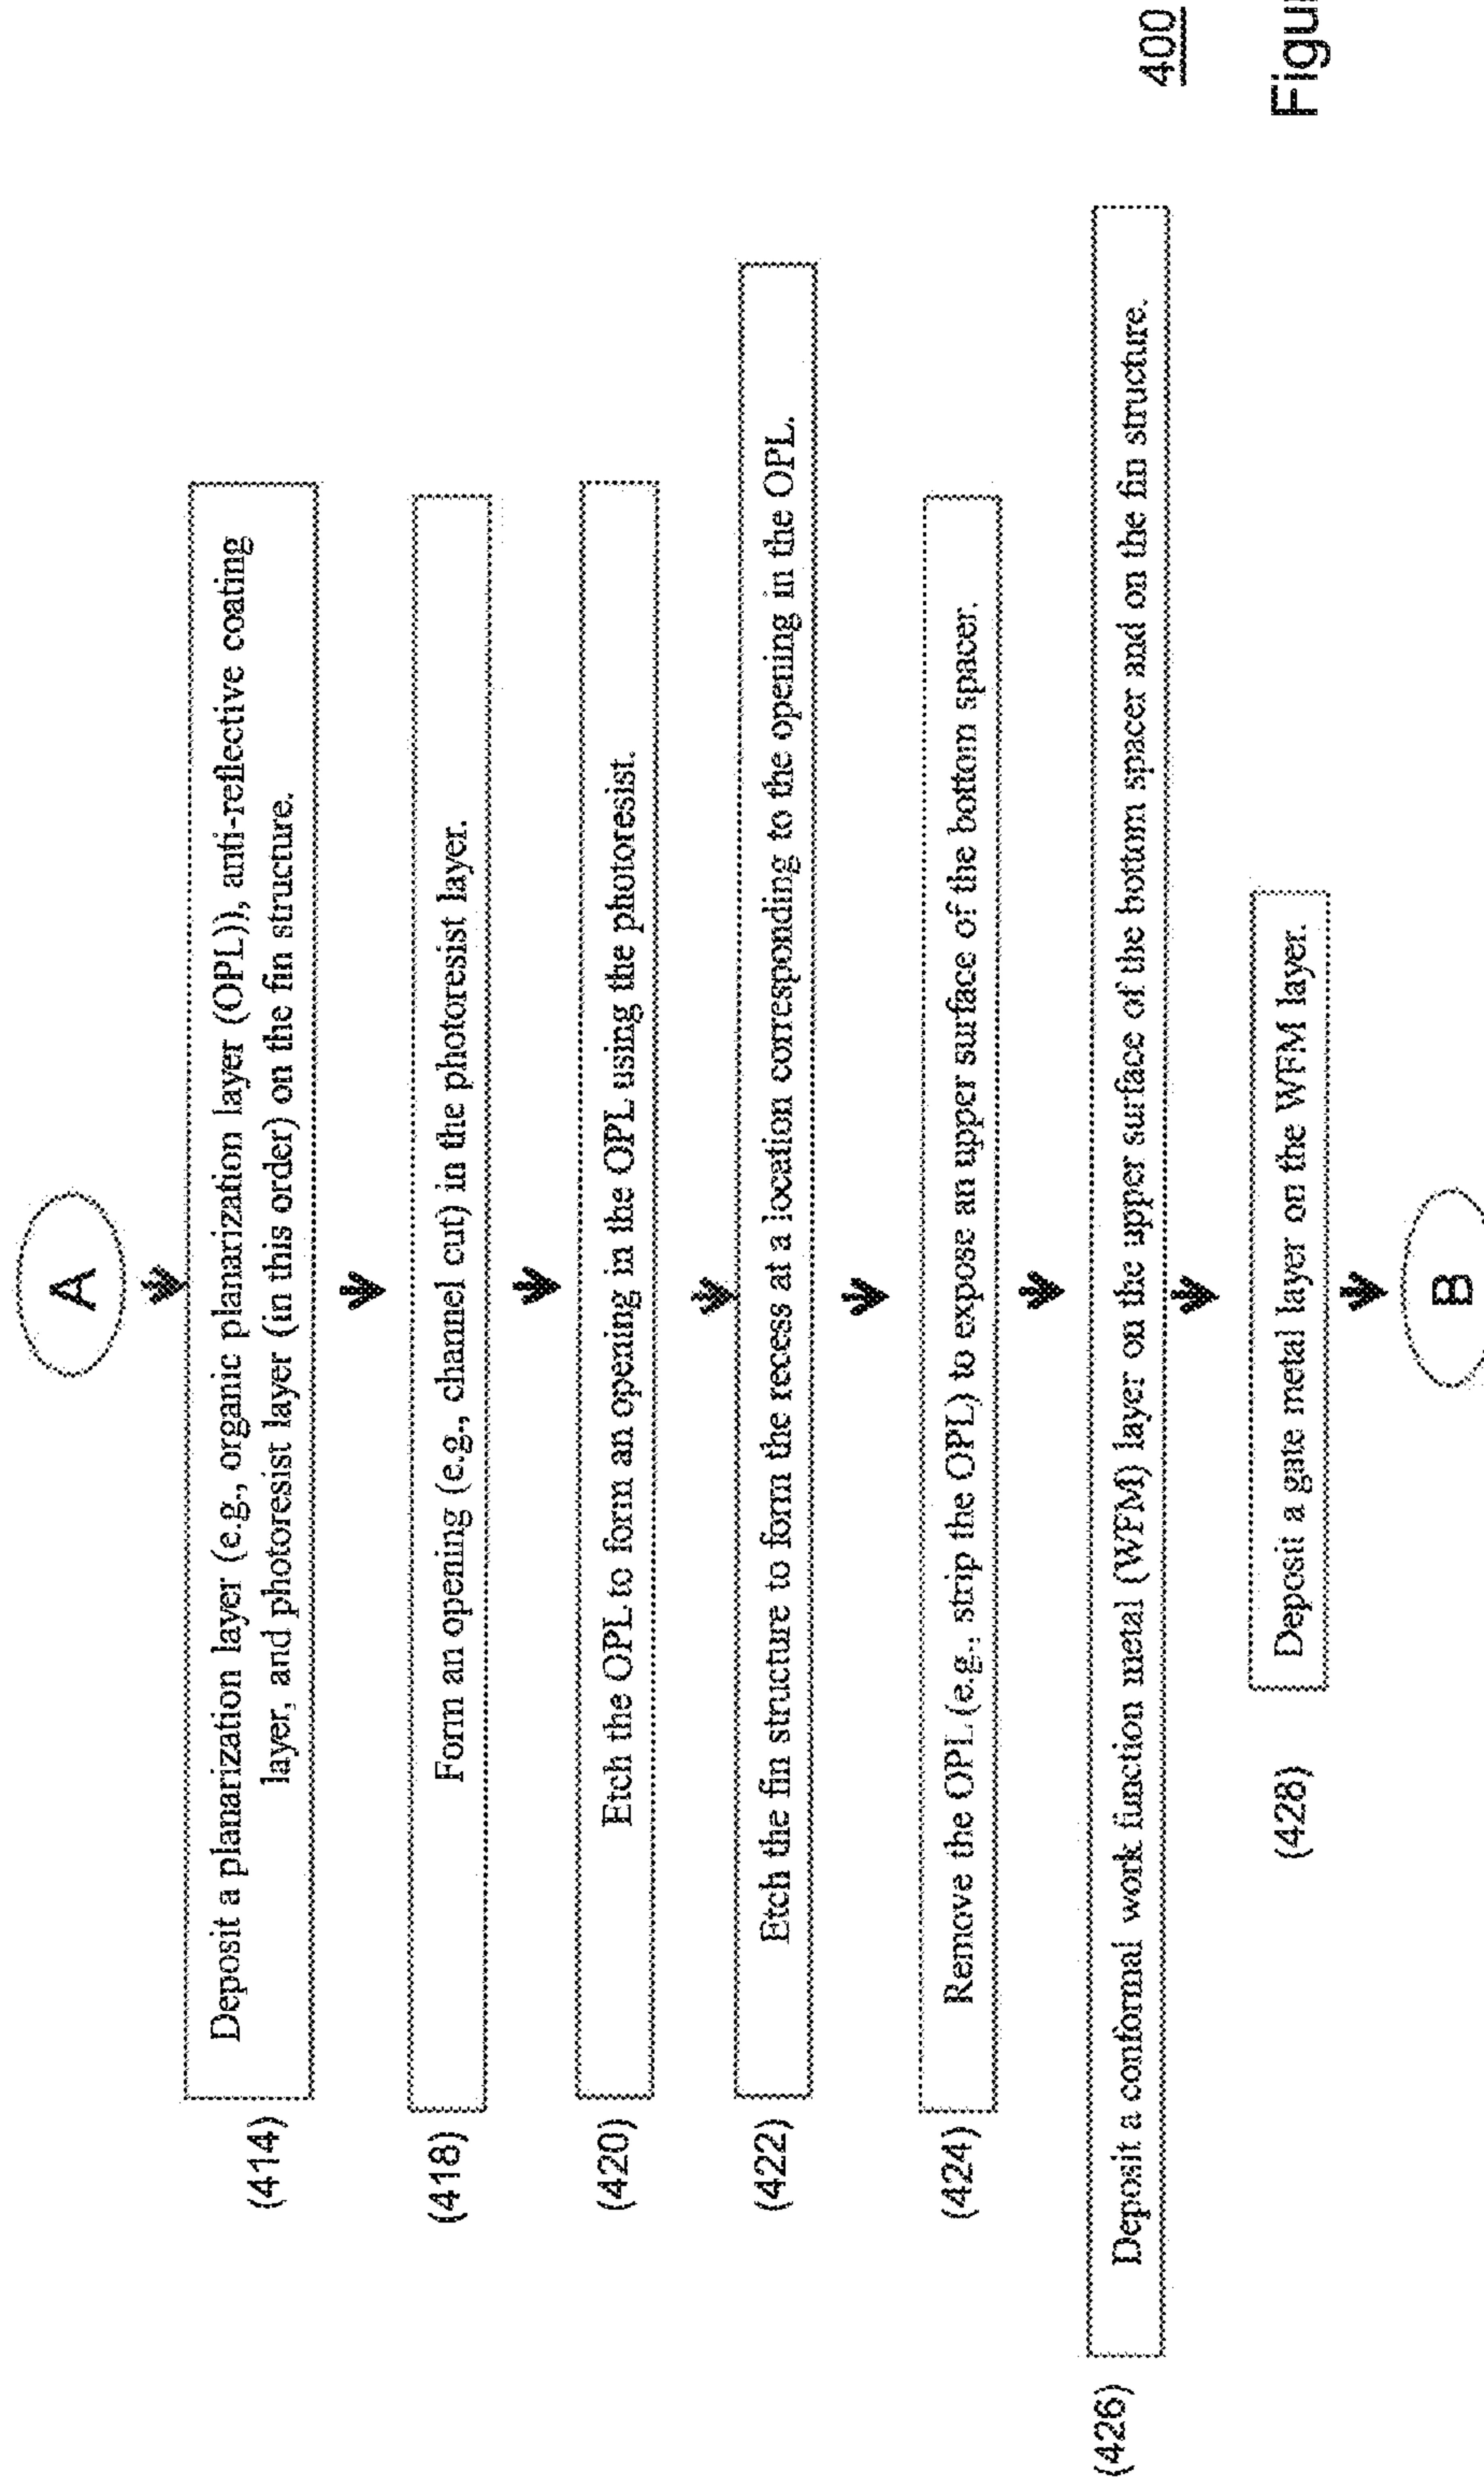 A
(414)
Deposit a planarization layer (e.g., organic planarization layer (OPL)), anti-reflective coating
layer, and photoresist layer (in this order) on the fin structure.
(418)
Form an opening (e.g., channel cut) in the photoresist layer.
(420)
Etch the OPL to form an opening in the OPL using the photoresist.
(422)
Etch the fin structure to form the recess at a location corresponding to the opening in the OPL.
(424)
Remove the OPL (e.g., strip the OPL) to expose an upper surface of the bottom spacer.
(426)
Deposit a conformal work function metal (WFM) layer on the upper surface of the bottom spacer and on the fin structure.
400
(428)
Deposit a gate metal layer on the WFM layer.
B